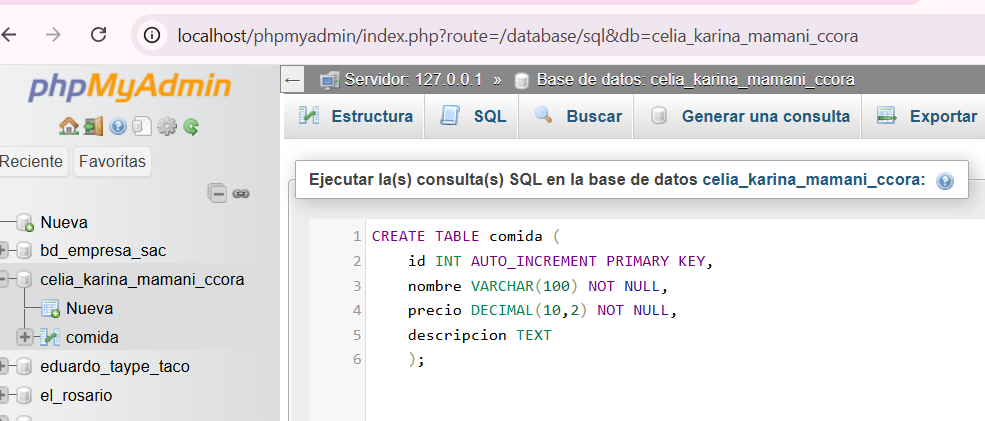 localhost/phpmyadmin/index.php?route=/database/sql&db=celia_karina_mamani_ccora
phpMyAdmin
Reciente Favoritas
Nueva
bd_empresa_sac
celia_karina_mamani_ccora
Nueva
comida
eduardo_taype_taco
el_rosario
Servidor: 127.0.0.1 » Base de datos: celia_karina_mamani_ccora
Estructura SQL Buscar Generar una consulta Exportar
Ejecutar la(s) consulta(s) SQL en la base de datos celia_karina_mamani_ccora:
1 CREATE TABLE comida (
2 id INT AUTO_INCREMENT PRIMARY KEY,
3 nombre VARCHAR(100) NOT NULL,
4 precio DECIMAL(10,2) NOT NULL,
5 descripcion TEXT
6 );